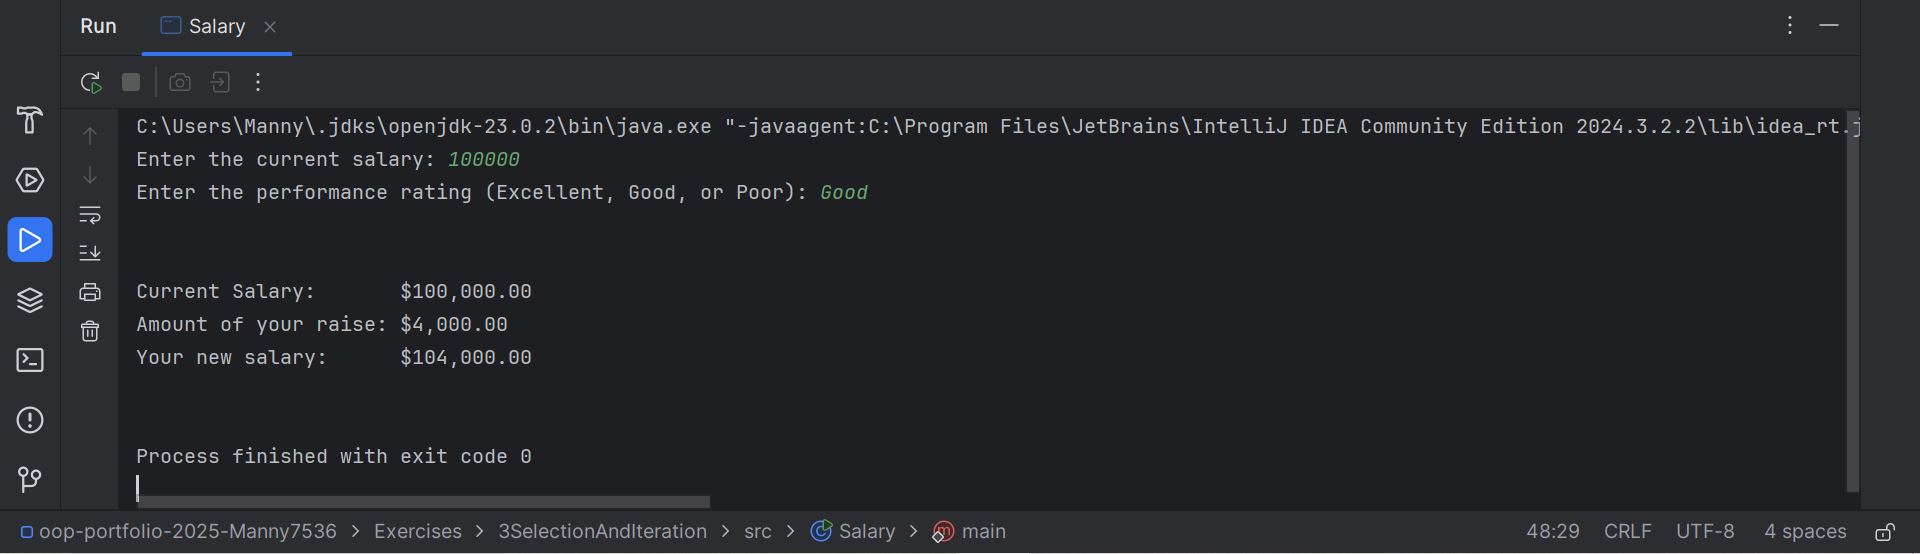 Run Salary
C:\Users\Manny\.jdks\openjdk-23.0.2\bin\java.exe "-javaagent:C:\Program Files\JetBrains\IntelliJ IDEA Community Edition 2024.3.2.2\lib\idea_rt.j
Enter the current salary: 100000
Enter the performance rating (Excellent, Good, or Poor): Good
Current Salary: $100,000.00
Amount of your raise: $4,000.00
Your new salary: $104,000.00
Process finished with exit code 0
oop-portfolio-2025-Manny7536 > Exercises > 3SelectionAndIteration > src > Salary > main 48:29 CRLF UTF-8 4 spaces